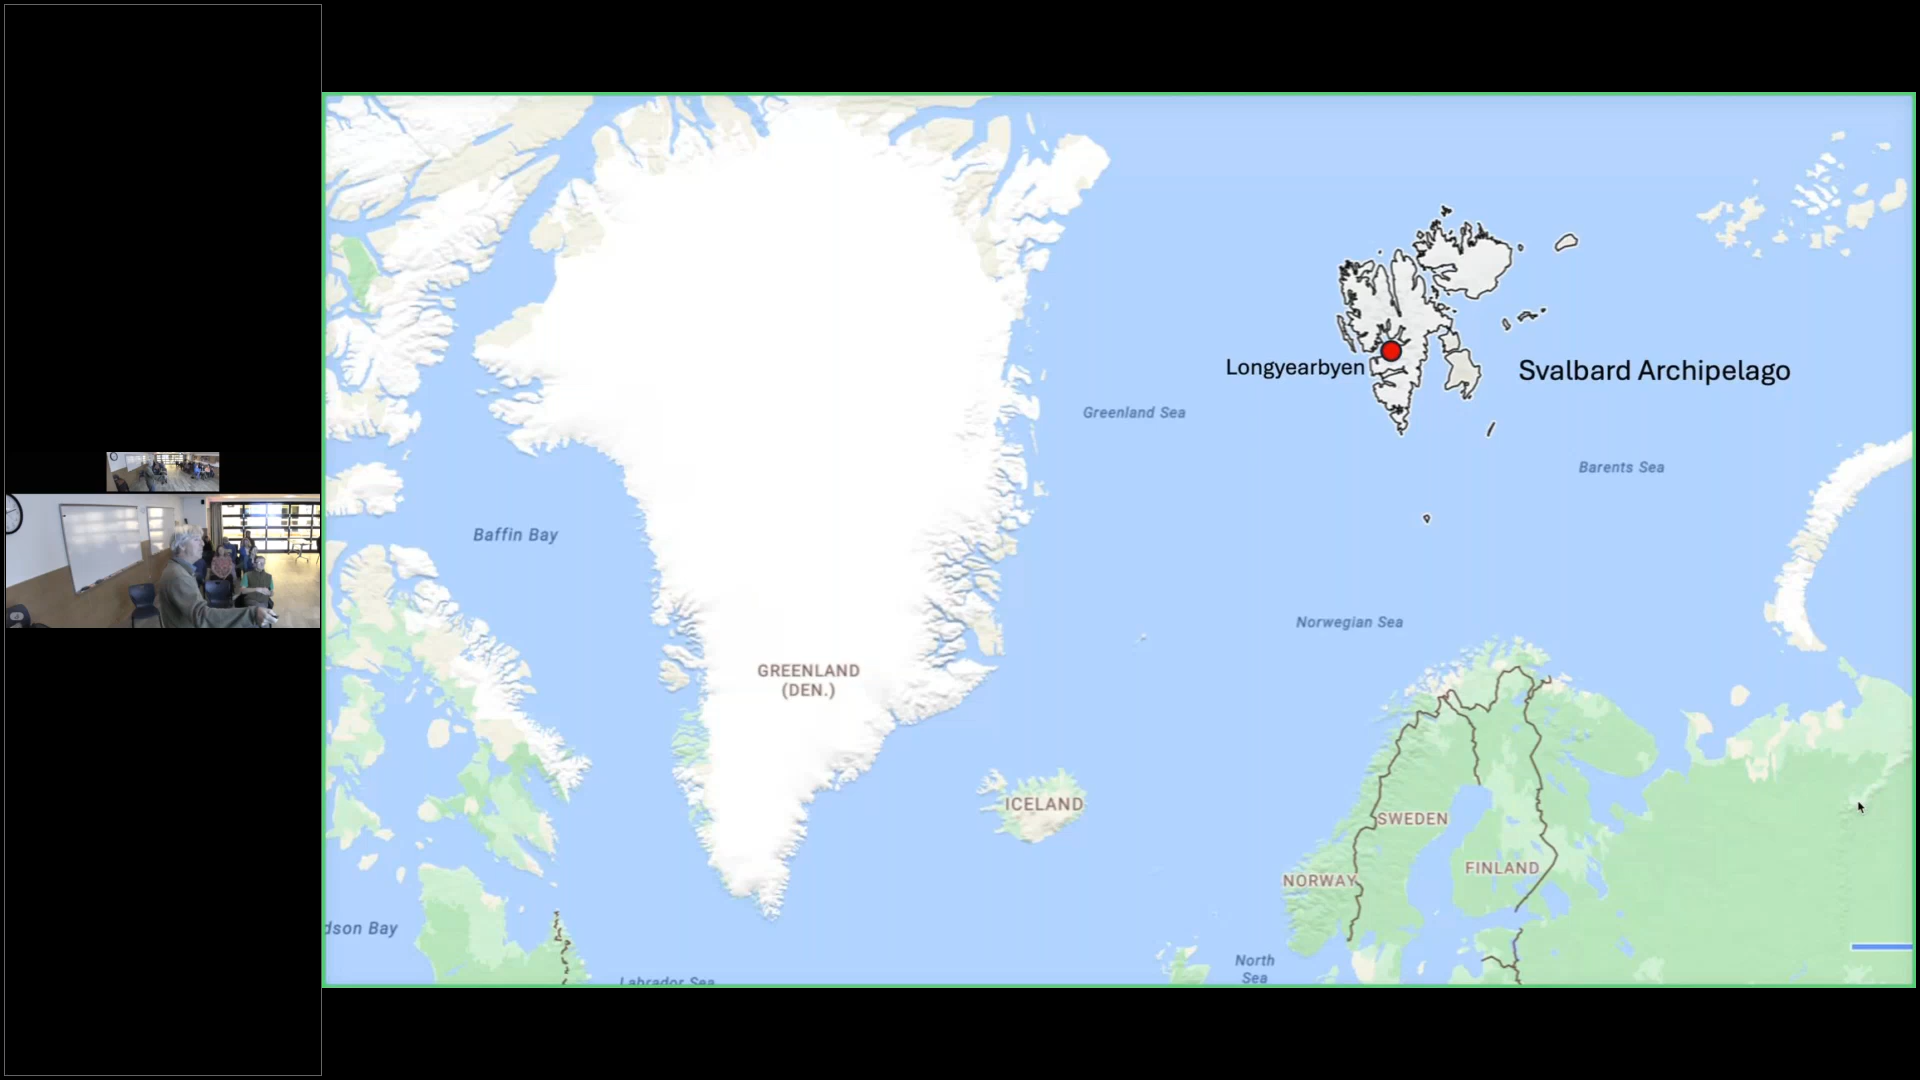 Longyearbyen
Svalbard Archipelago
Greenland Sea
Barents Sea
Baffin Bay
Norwegian Sea
GREENLAND
(DEN.)
ICELAND
SWEDEN
FINLAND
NORWAY
dson Bay
North
Sea
Labrador Sea